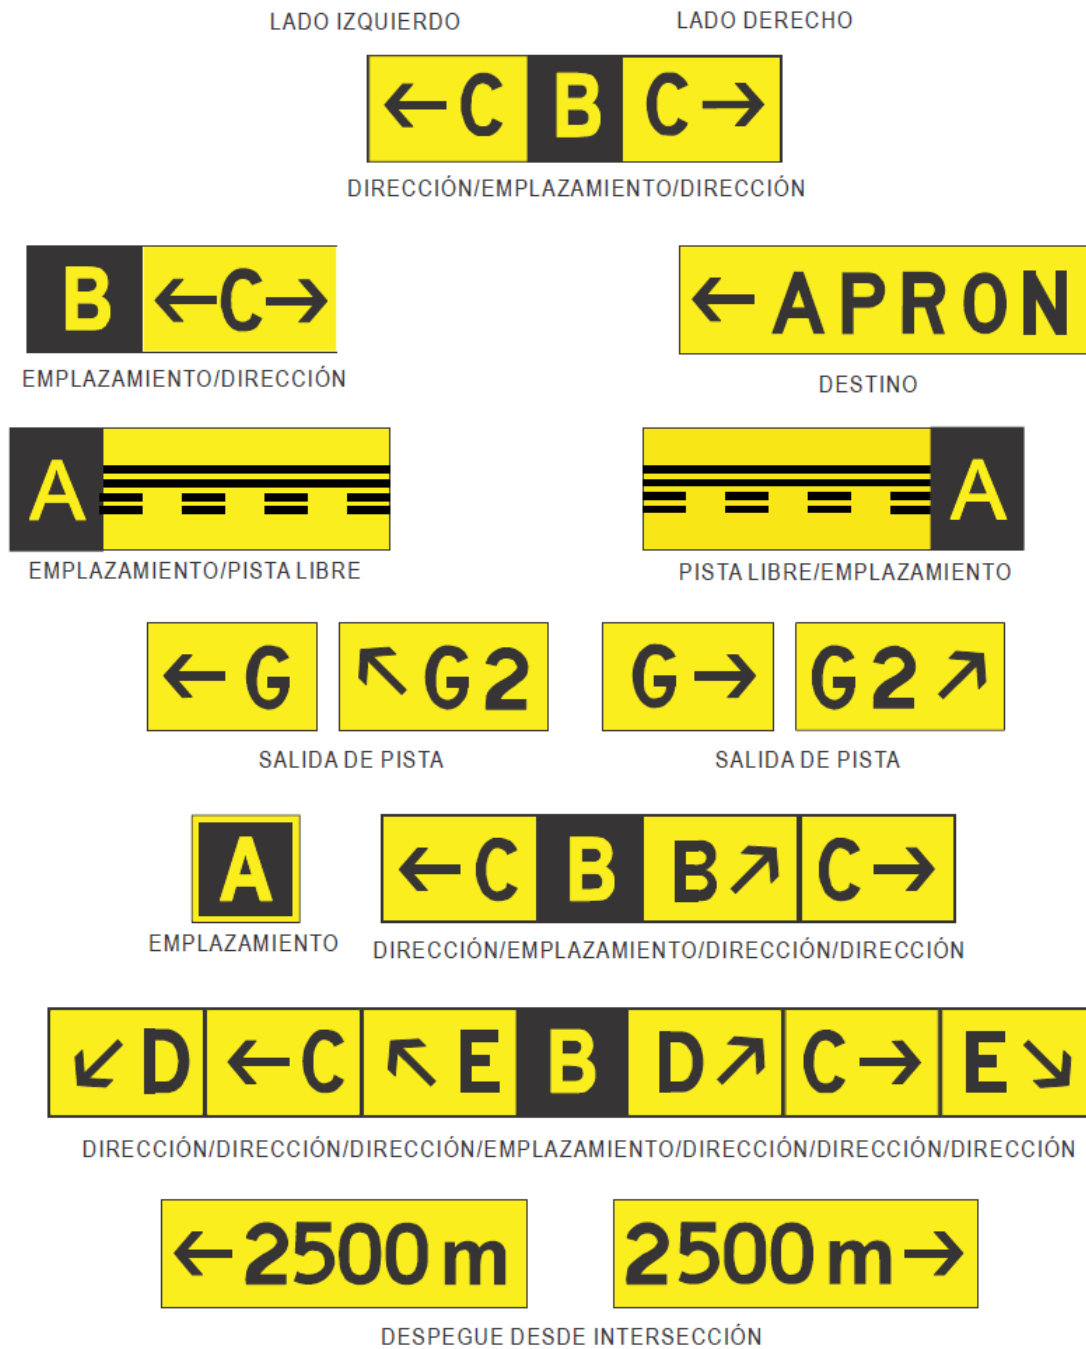 LADO IZQUIERDO LADO DERECHO
←C B C→
DIRECCIÓN/EMPLAZAMIENTO/DIRECCIÓN
B ←C→ ←APRON
EMPLAZAMIENTO/DIRECCIÓN DESTINO
A A
EMPLAZAMIENTO/PISTA LIBRE PISTA LIBRE/EMPLAZAMIENTO
←G ↖G2 G→ G2↗
SALIDA DE PISTA SALIDA DE PISTA
A ←C B B↗ C→
EMPLAZAMIENTO DIRECCIÓN/EMPLAZAMIENTO/DIRECCIÓN/DIRECCIÓN
↙D ←C ↖E B D↗ C→ E↘
DIRECCIÓN/DIRECCIÓN/DIRECCIÓN/EMPLAZAMIENTO/DIRECCIÓN/DIRECCIÓN/DIRECCIÓN
←2500 m 2500 m→
DESPEGUE DESDE INTERSECCIÓN